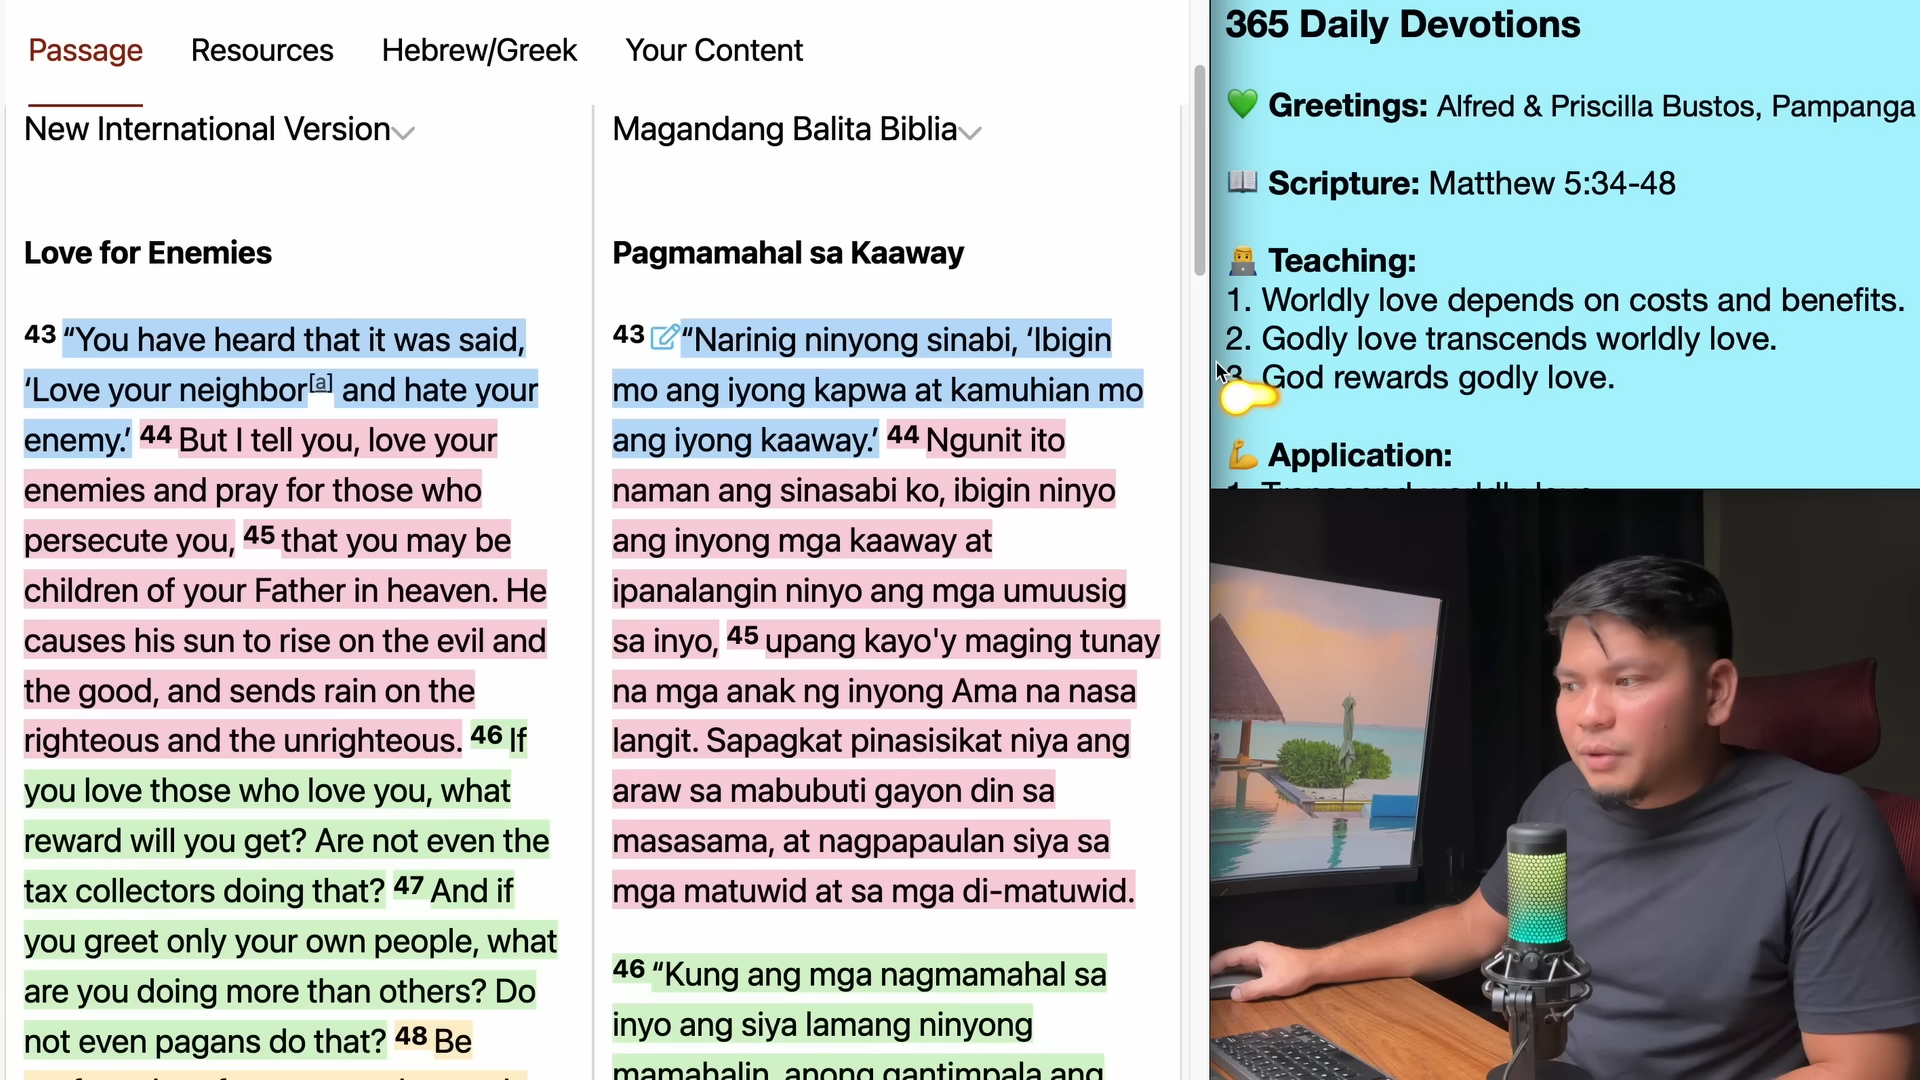 Passage Resources Hebrew/Greek Your Content
New International Version
Love for Enemies
43 “You have heard that it was said,
‘Love your neighbor[a] and hate your
enemy.’ 44 But I tell you, love your
enemies and pray for those who
persecute you, 45 that you may be
children of your Father in heaven. He
causes his sun to rise on the evil and
the good, and sends rain on the
righteous and the unrighteous. 46 If
you love those who love you, what
reward will you get? Are not even the
tax collectors doing that? 47 And if
you greet only your own people, what
are you doing more than others? Do
not even pagans do that? 48 Be
Magandang Balita Biblia
Pagmamahal sa Kaaway
43 “Narinig ninyong sinabi, ‘Ibigin
mo ang iyong kapwa at kamuhian mo
ang iyong kaaway.’ 44 Ngunit ito
naman ang sinasabi ko, ibigin ninyo
ang inyong mga kaaway at
ipanalangin ninyo ang mga umuusig
sa inyo, 45 upang kayo'y maging tunay
na mga anak ng inyong Ama na nasa
langit. Sapagkat pinasisikat niya ang
araw sa mabubuti gayon din sa
masasama, at nagpapaulan siya sa
mga matuwid at sa mga di-matuwid.
46 “Kung ang mga nagmamahal sa
inyo ang siya lamang ninyong
mamahalin, anong gantimpala ang
365 Daily Devotions
💚 Greetings: Alfred & Priscilla Bustos, Pampanga
📖 Scripture: Matthew 5:34-48
👨‍💻 Teaching:
1. Worldly love depends on costs and benefits.
2. Godly love transcends worldly love.
3. God rewards godly love.
💪 Application: